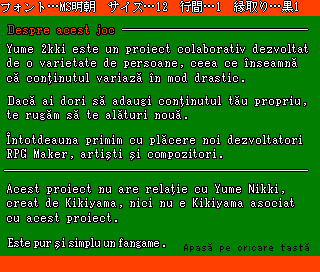 フォント…MS明朝　サイズ…12　行間…1　縁取り…黒1
Despre acest joc
Yume 2kki este un proiect colaborativ dezvoltat
de o varietate de persoane, ceea ce înseamnă
că conținutul variază în mod drastic.
Dacă ai dori să adaugi conținutul tău propriu,
te rugăm să te alături nouă.
Întotdeauna primim cu plăcere noi dezvoltatori
RPG Maker, artiști și compozitori.
Acest proiect nu are relație cu Yume Nikki,
creat de Kikiyama, nici nu e Kikiyama asociat
cu acest proiect.
Este pur și simplu un fangame.
Apasă pe oricare tastă